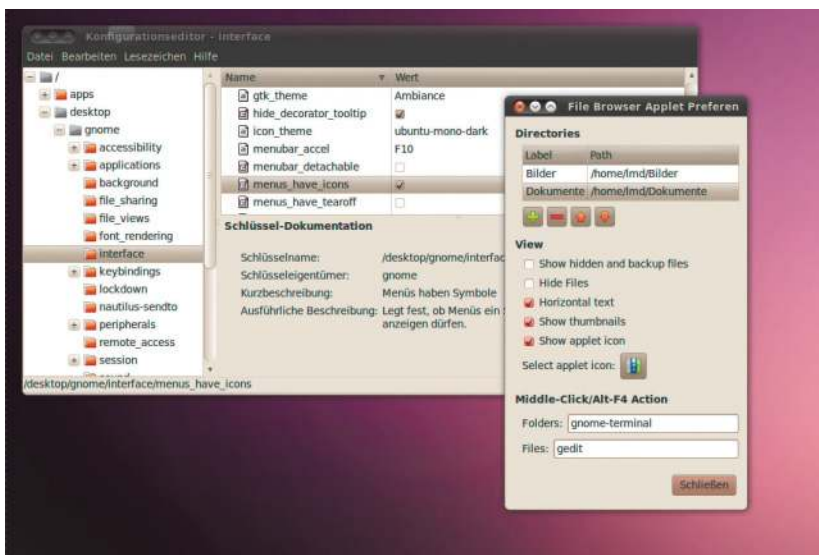 Konfigurationseditor - interface
Datei Bearbeiten Lesezeichen Hilfe
/
apps
desktop
gnome
accessibility
applications
background
file_sharing
file_views
font_rendering
interface
keybindings
lockdown
nautilus-sendto
peripherals
remote_access
session
Name Wert
gtk_theme Ambiance
hide_decorator_tooltip
icon_theme ubuntu-mono-dark
menubar_accel F10
menubar_detachable
menus_have_icons
menus_have_tearoff
Schlüssel-Dokumentation
Schlüsselname: /desktop/gnome/interfac
Schlüsseleigentümer: gnome
Kurzbeschreibung: Menüs haben Symbole
Ausführliche Beschreibung: Legt fest, ob Menüs ein
anzeigen dürfen.
/desktop/gnome/interface/menus_have_icons
File Browser Applet Preferen
Directories
Label Path
Bilder /home/lmd/Bilder
Dokumente /home/lmd/Dokumente
View
Show hidden and backup files
Hide Files
Horizontal text
Show thumbnails
Show applet icon
Select applet icon:
Middle-Click/Alt-F4 Action
Folders: gnome-terminal
Files: gedit
Schließen